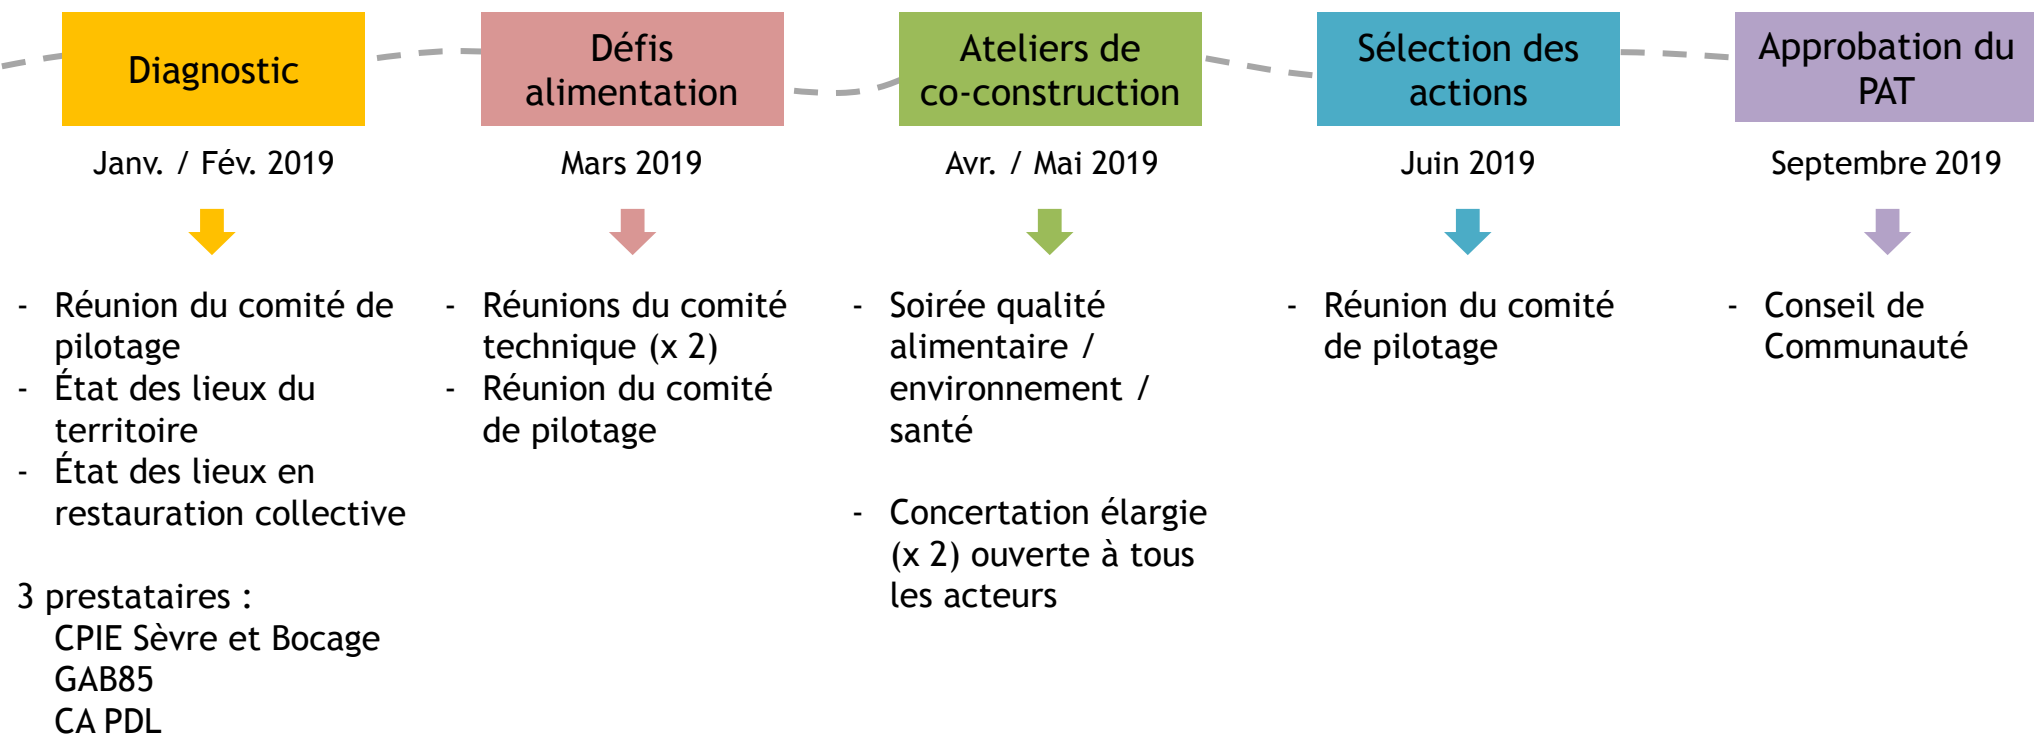 Diagnostic
Janv. / Fév. 2019
- Réunion du comité de
pilotage
- État des lieux du
territoire
- État des lieux en
restauration collective
3 prestataires :
CPIE Sèvre et Bocage
GAB85
CA PDL
Défis
alimentation
Mars 2019
- Réunions du comité
technique (x 2)
- Réunion du comité
de pilotage
Ateliers de
co-construction
Avr. / Mai 2019
- Soirée qualité
alimentaire /
environnement /
santé
- Concertation élargie
(x 2) ouverte à tous
les acteurs
Sélection des
actions
Juin 2019
- Réunion du comité
de pilotage
Approbation du
PAT
Septembre 2019
- Conseil de
Communauté